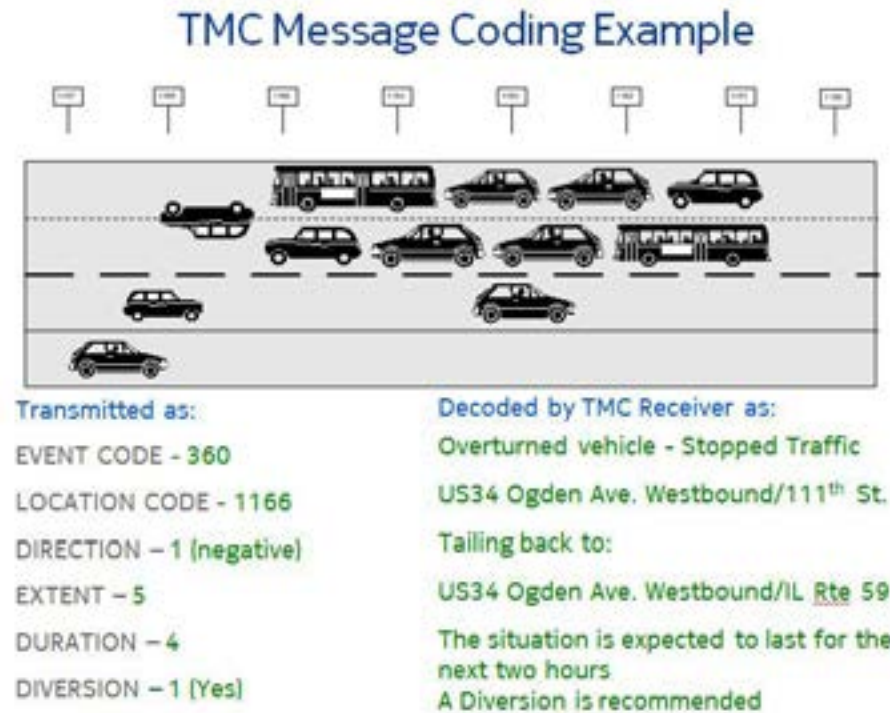 TMC Message Coding Example
Transmitted as:
EVENT CODE - 360
LOCATION CODE - 1166
DIRECTION – 1 (negative)
EXTENT – 5
DURATION – 4
DIVERSION – 1 (Yes)
Decoded by TMC Receiver as:
Overturned vehicle - Stopped Traffic
US34 Ogden Ave. Westbound/111th St.
Tailing back to:
US34 Ogden Ave. Westbound/IL Rte 59
The situation is expected to last for the
next two hours
A Diversion is recommended